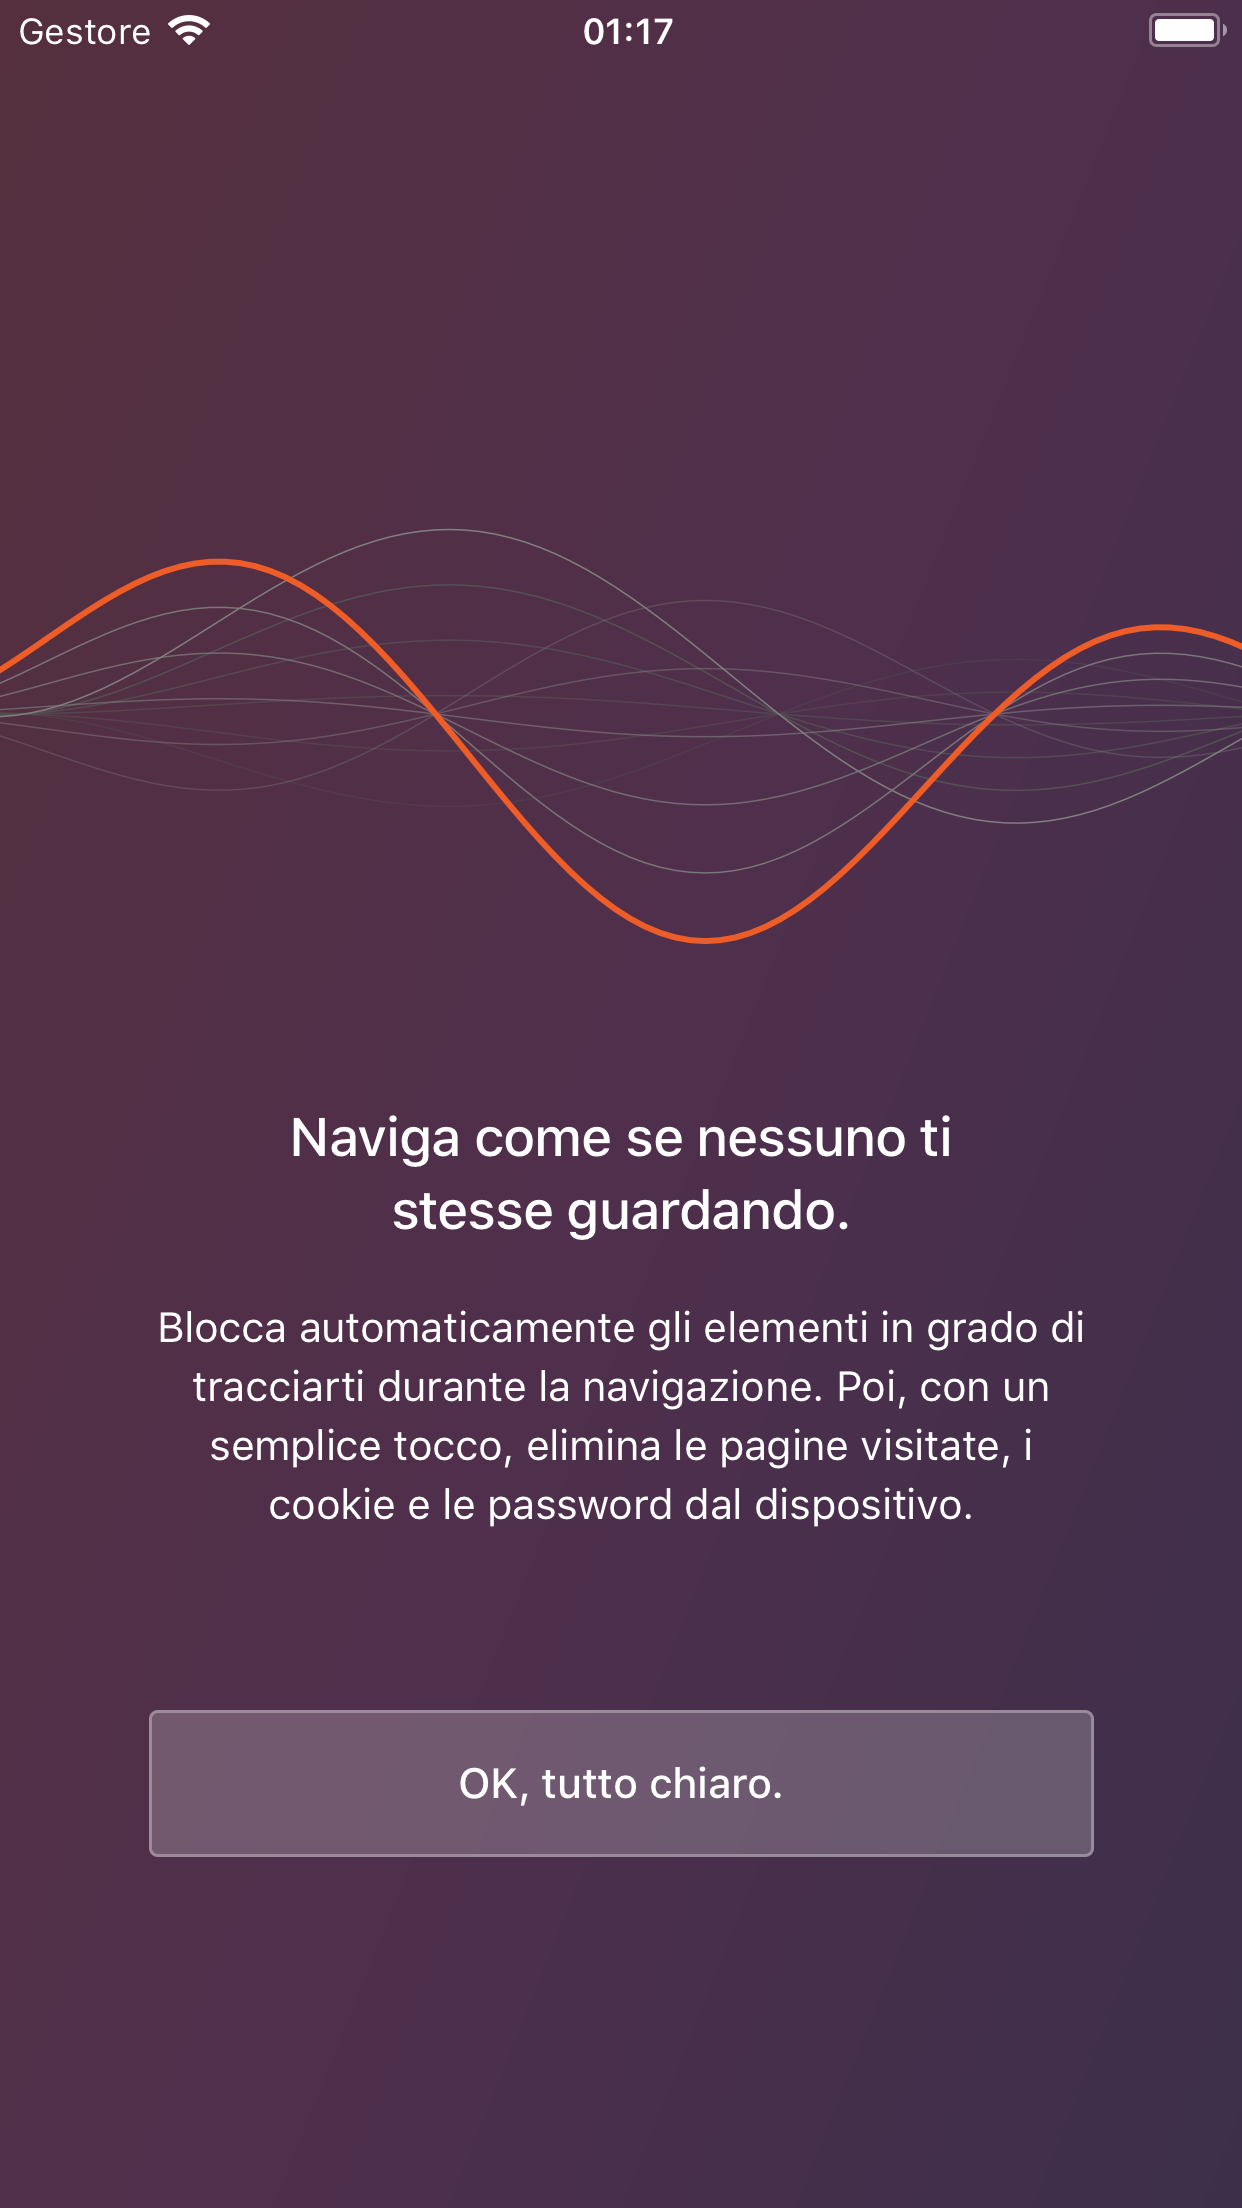 Gestore
01:17
Naviga come se nessuno ti
stesse guardando.
Blocca automaticamente gli elementi in grado di
tracciarti durante la navigazione. Poi, con un
semplice tocco, elimina le pagine visitate, i
cookie e le password dal dispositivo.
OK, tutto chiaro.